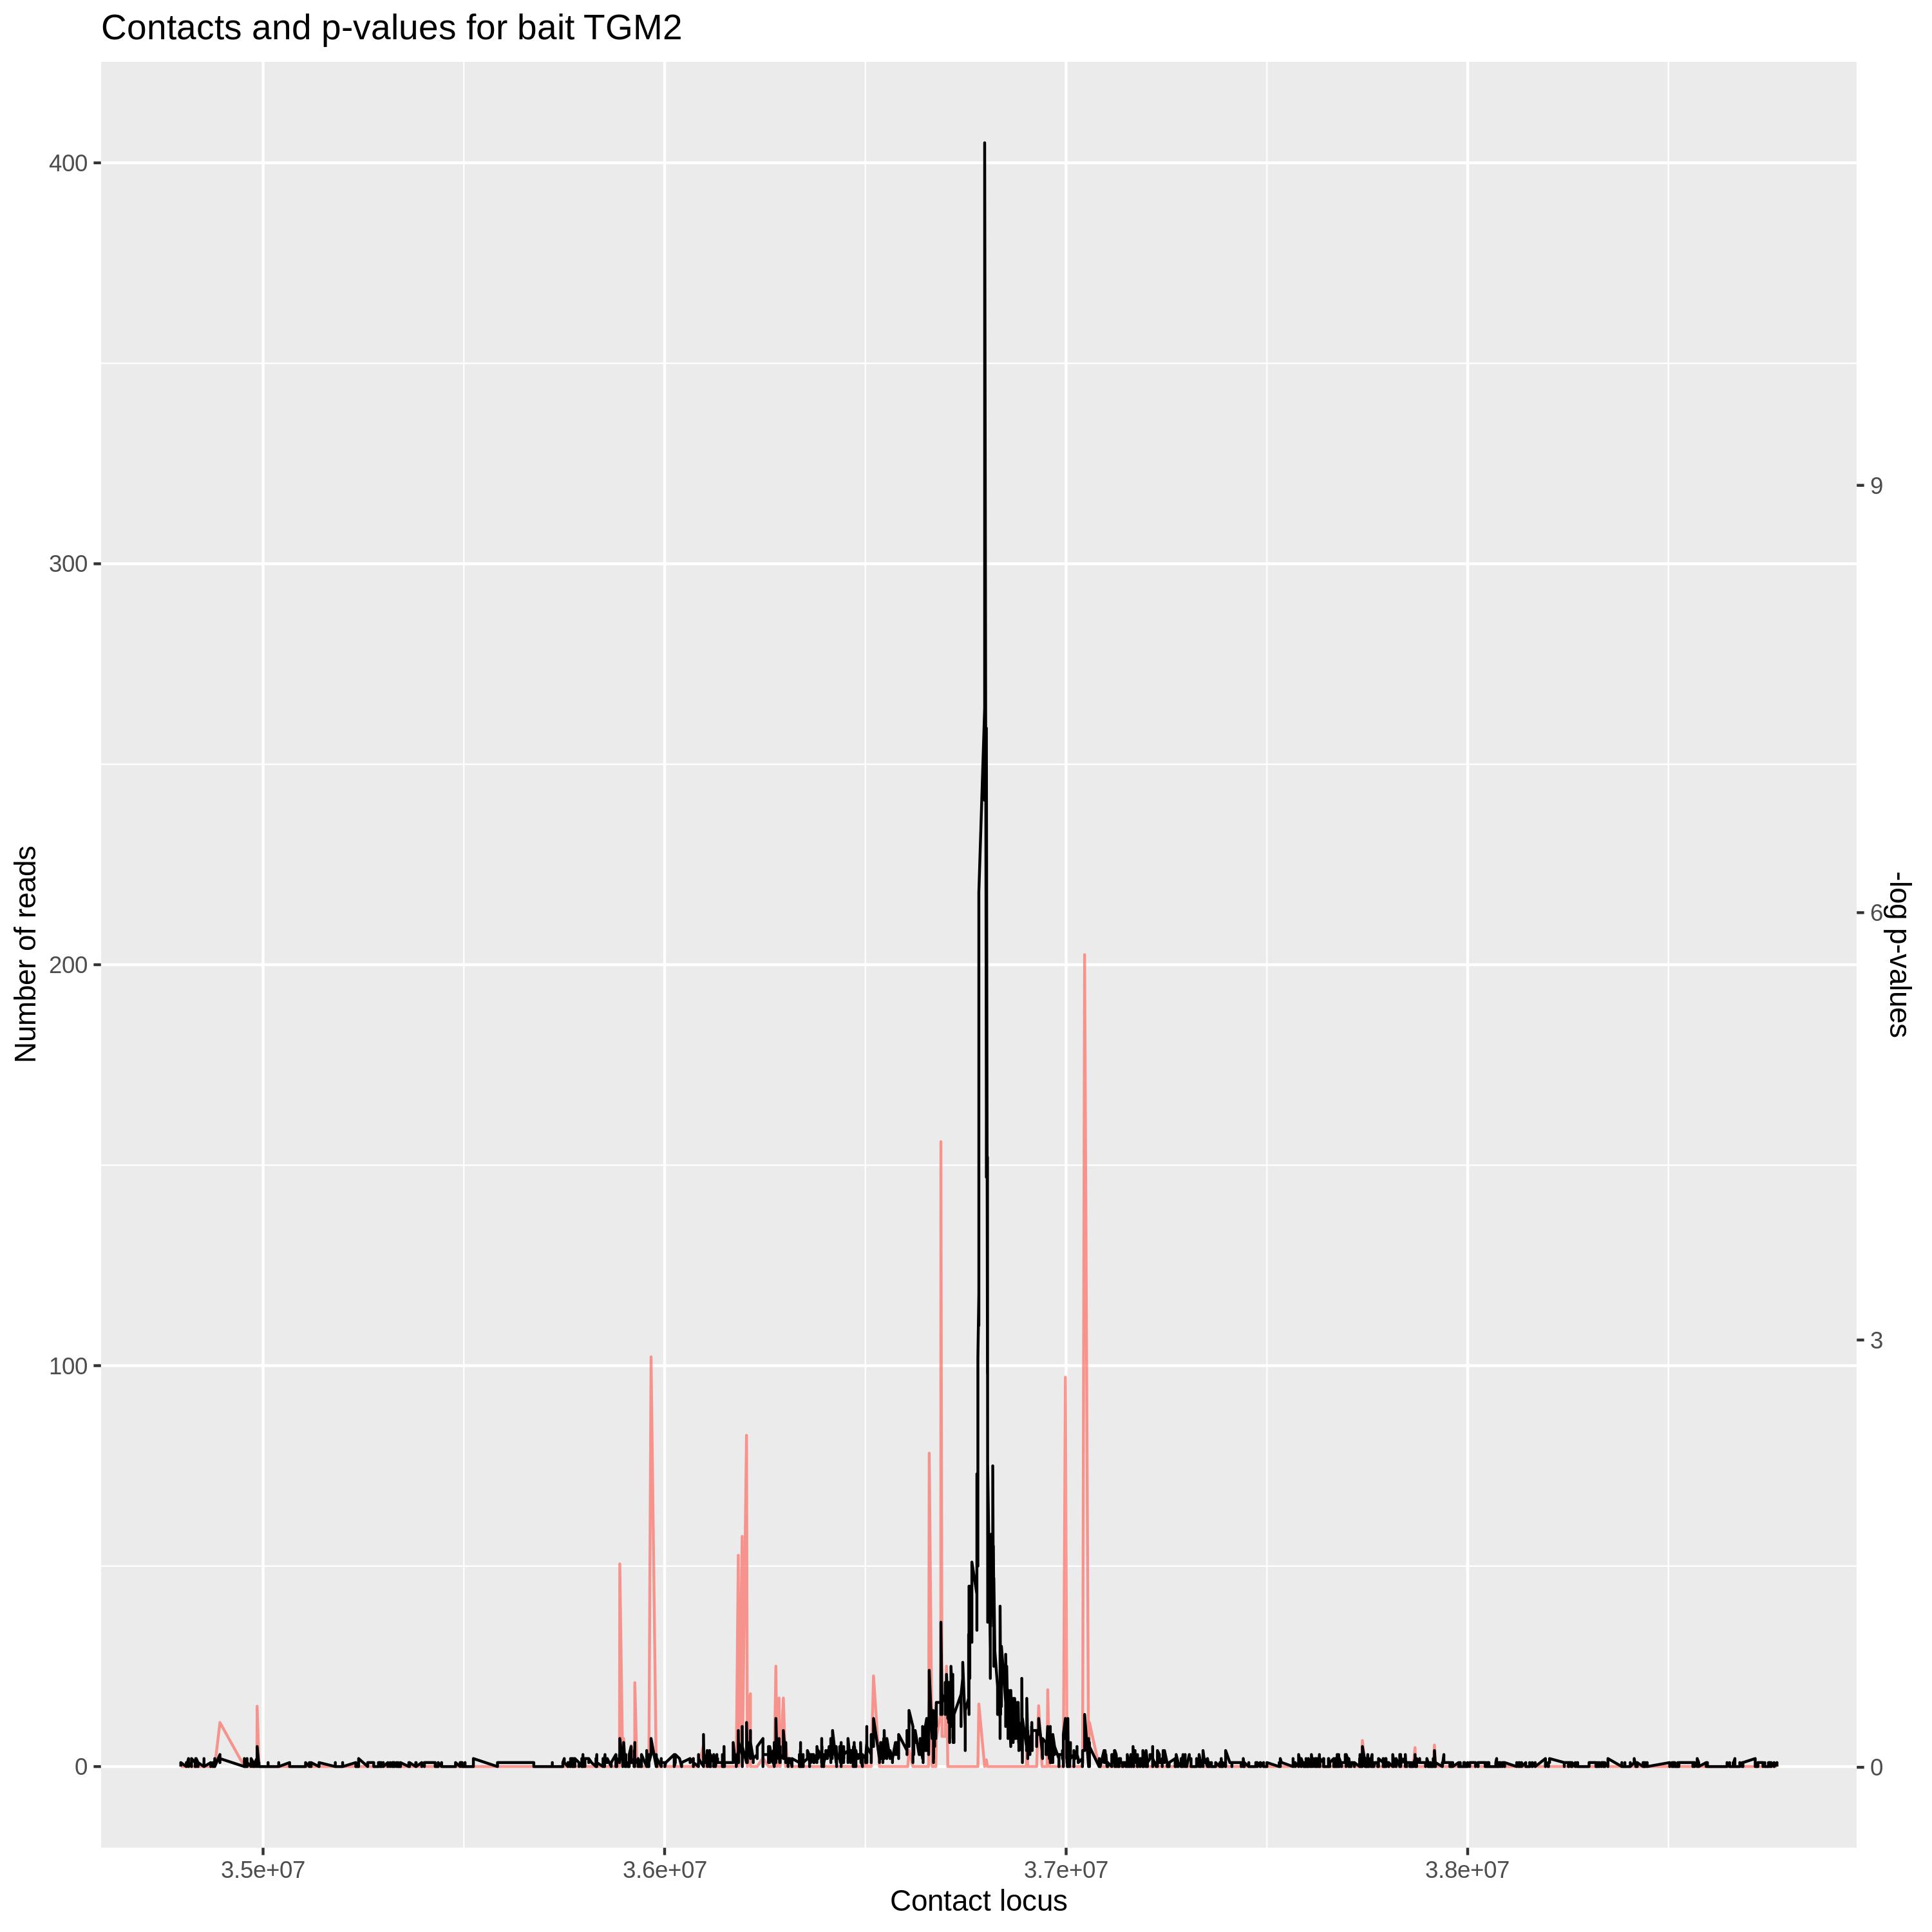 Contacts and p-values for bait TGM2
400
300
200
100
0
Number of reads
9
6
3
0
-log p-values
3.5e+07
3.6e+07
3.7e+07
3.8e+07
Contact locus